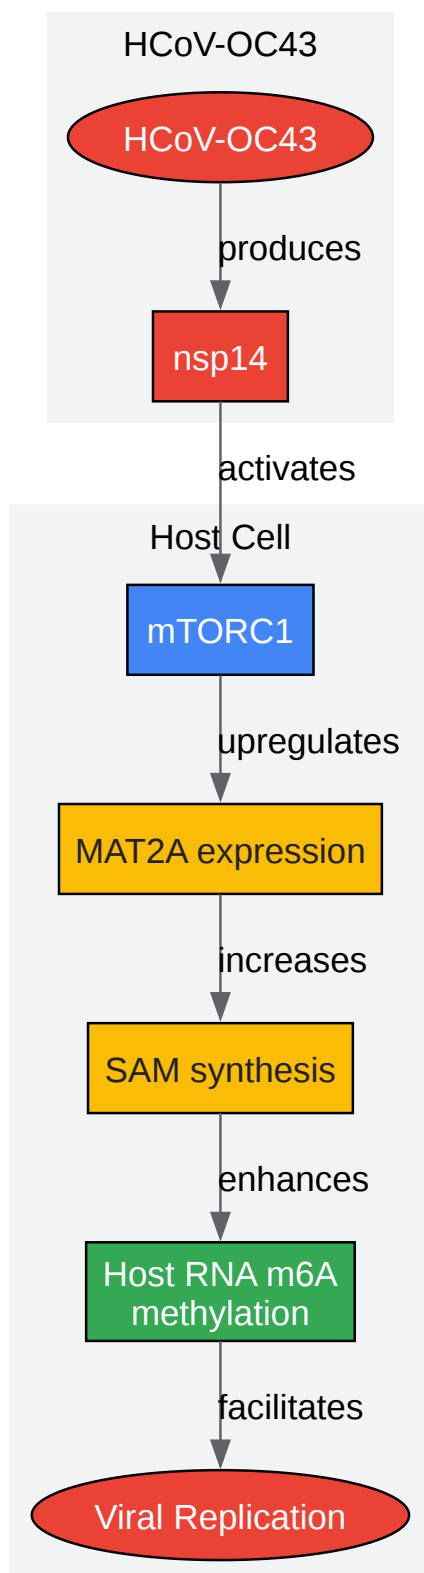 HCoV-OC43
HCoV-OC43
produces
nsp14
activates
Host Cell
mTORC1
upregulates
MAT2A expression
increases
SAM synthesis
enhances
Host RNA m6A
methylation
facilitates
Viral Replication